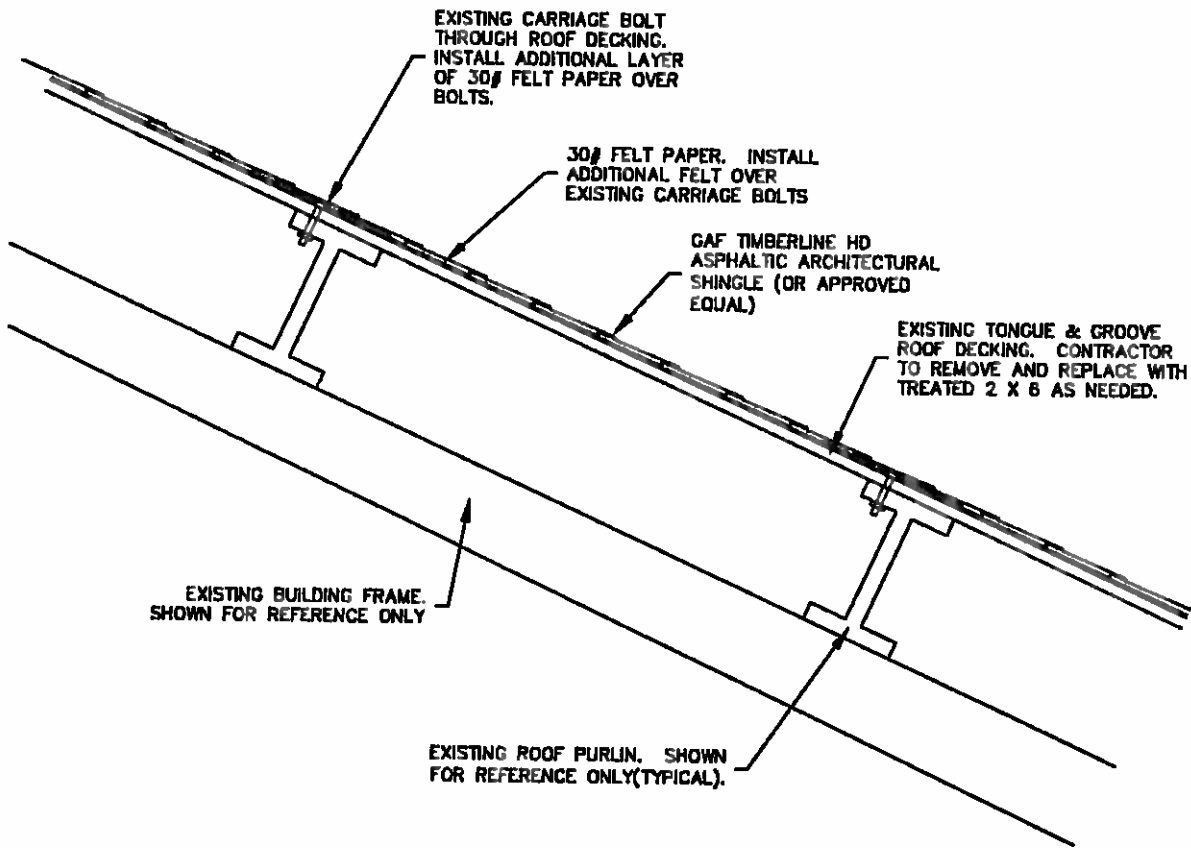 EXISTING CARRIAGE BOLT
THROUGH ROOF DECKING.
INSTALL ADDITIONAL LAYER
OF 30# FELT PAPER OVER
BOLTS.
30# FELT PAPER. INSTALL
ADDITIONAL FELT OVER
EXISTING CARRIAGE BOLTS
GAF TIMBERLINE HD
ASPHALTIC ARCHITECTURAL
SHINGLE (OR APPROVED
EQUAL)
EXISTING TONGUE & GROOVE
ROOF DECKING. CONTRACTOR
TO REMOVE AND REPLACE WITH
TREATED 2 X 6 AS NEEDED.
EXISTING BUILDING FRAME.
SHOWN FOR REFERENCE ONLY
EXISTING ROOF PURLIN. SHOWN
FOR REFERENCE ONLY(TYPICAL).